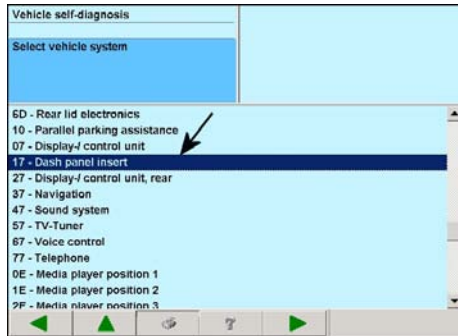 Vehicle self-diagnosis
Select vehicle system
6D - Rear lid electronics
10 - Parallel parking assistance
07 - Display-/ control unit
17 - Dash panel insert
27 - Display-/ control unit, rear
37 - Navigation
47 - Sound system
57 - TV-Tuner
67 - Voice control
77 - Telephone
0E - Media player position 1
1E - Media player position 2
2E - Media player position 3
?